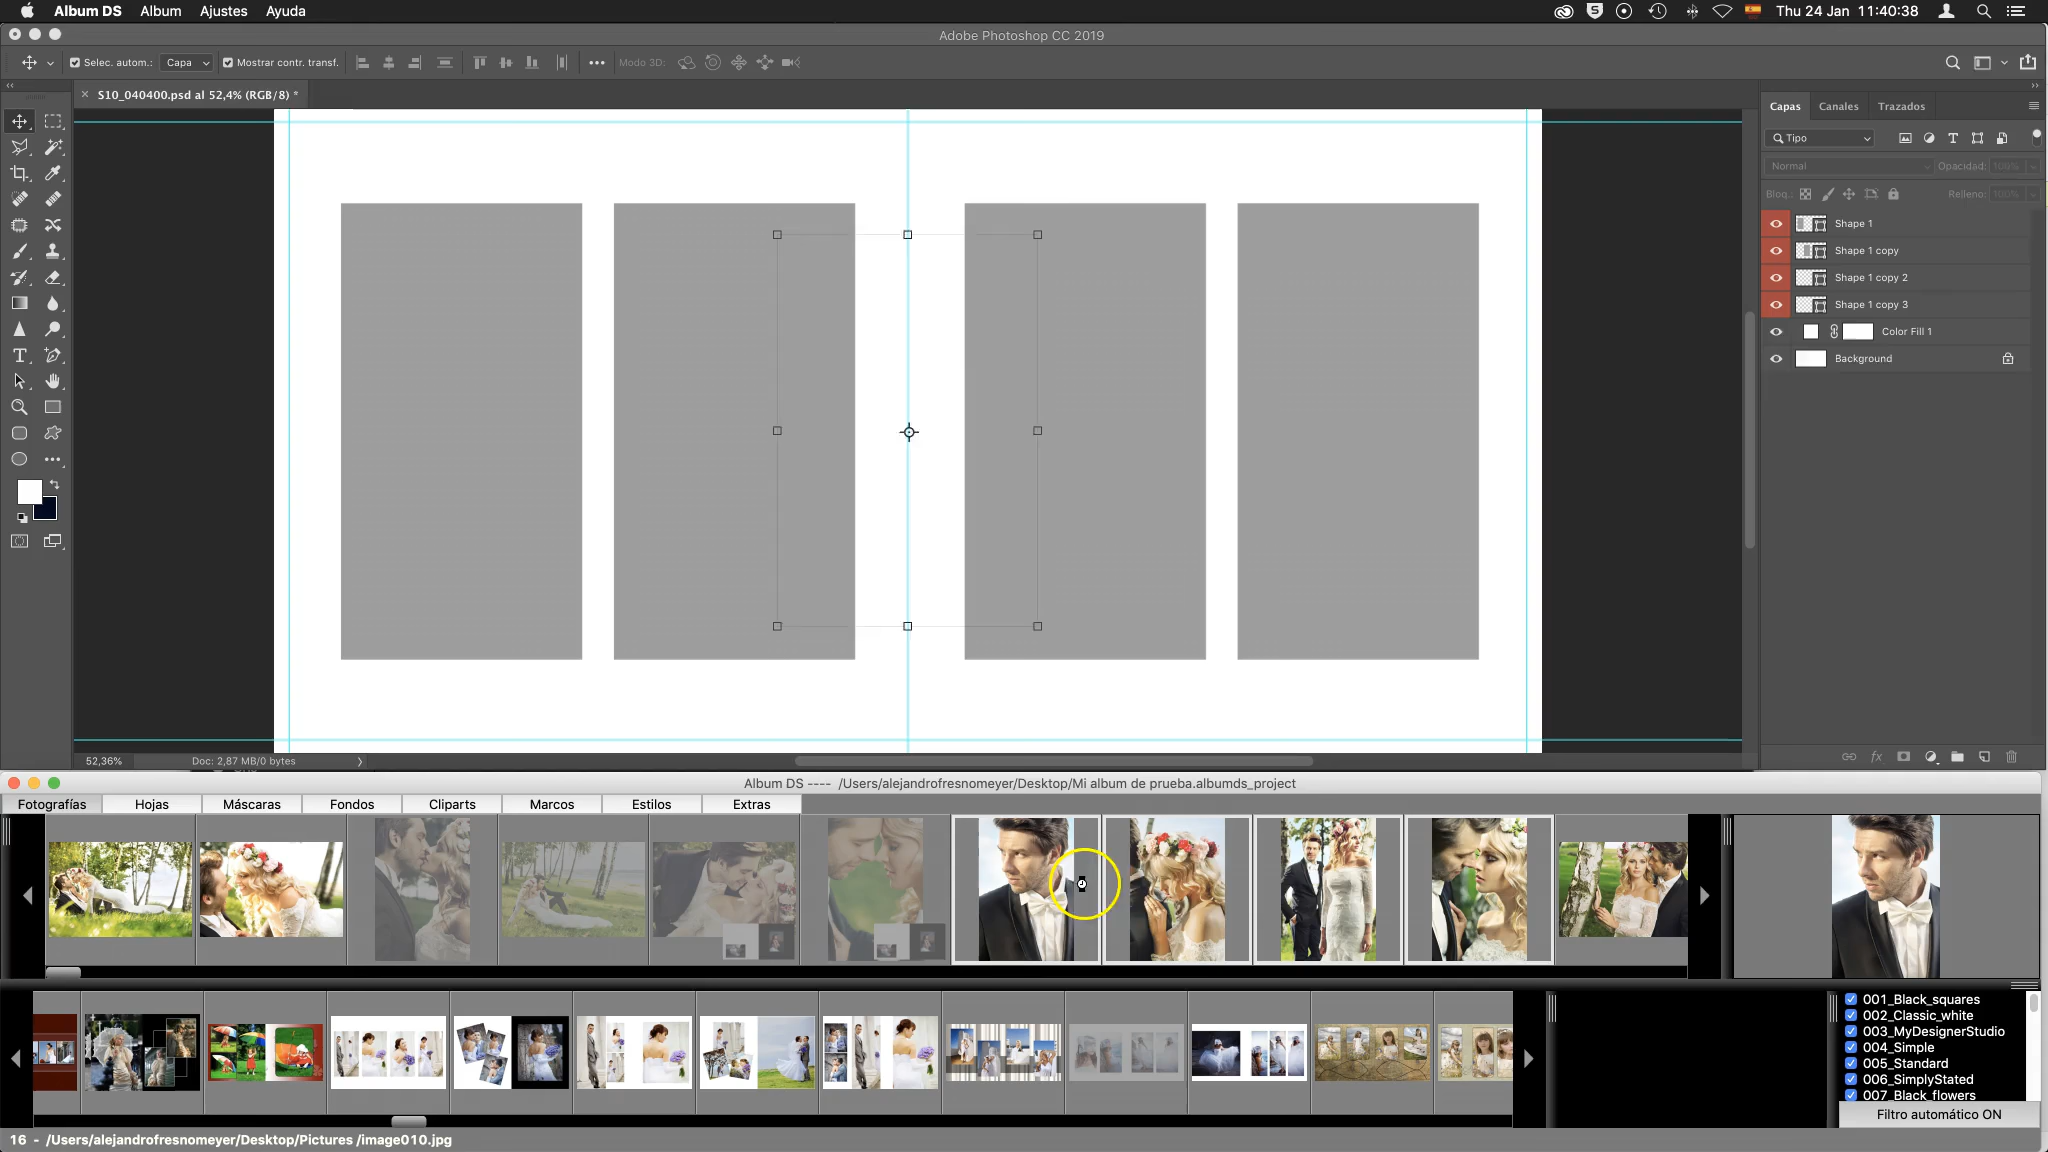 Album DS Album Ajustes Ayuda Thu 24 Jan 11:40:38
Adobe Photoshop CC 2019
Selec. autom.: Capa Mostrar contr. transf. Modo 3D:
S10_040400.psd al 52,4% (RGB/8) *
Capas Canales Trazados
Tipo
Normal Opacidad: 100%
Bloq.: Relleno: 100%
Shape 1
Shape 1 copy
Shape 1 copy 2
Shape 1 copy 3
Color Fill 1
Background
52,36% Doc: 2,87 MB/0 bytes
Album DS ---- /Users/alejandrofresnomeyer/Desktop/Mi album de prueba.albumds_project
Fotografías Hojas Máscaras Fondos Cliparts Marcos Estilos Extras
001_Black_squares
002_Classic_white
003_MyDesignerStudio
004_Simple
005_Standard
006_SimplyStated
007_Black_flowers
Filtro automático ON
16 - /Users/alejandrofresnomeyer/Desktop/Pictures /image010.jpg